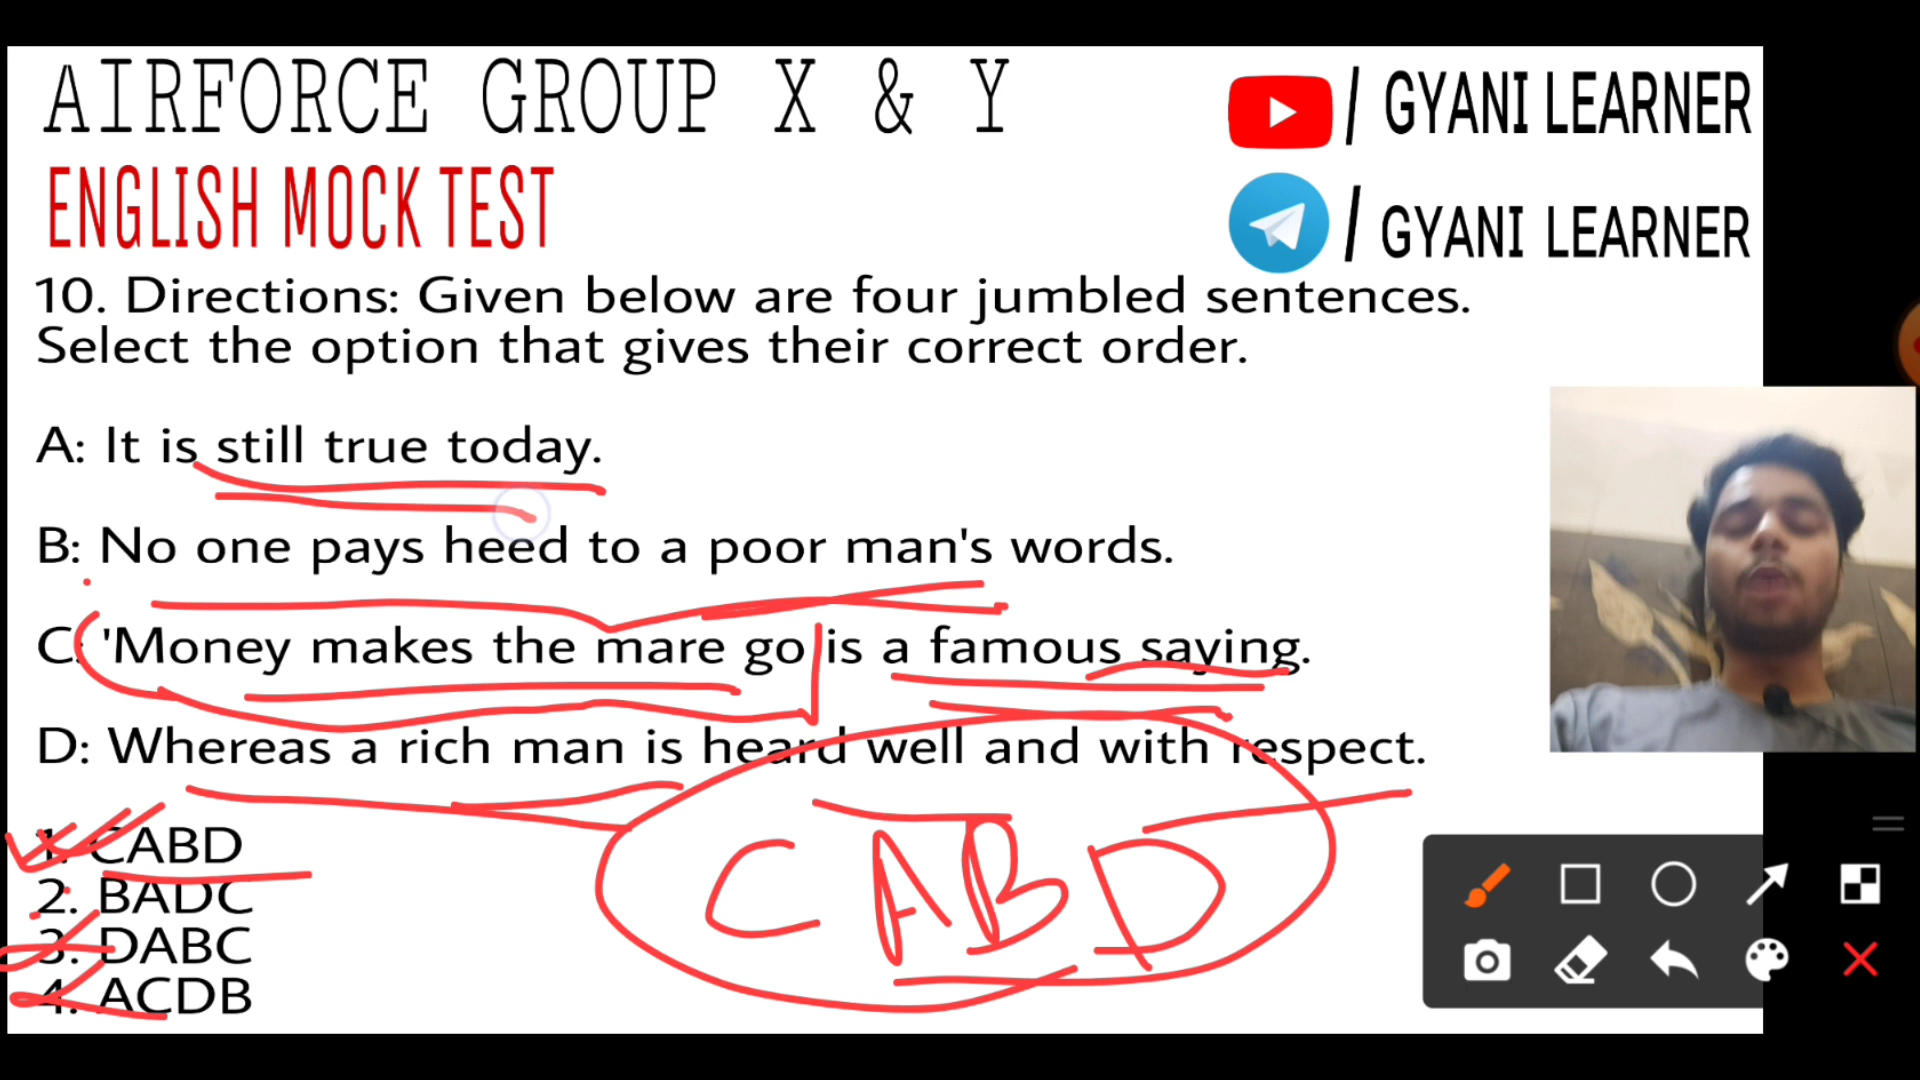 AIRFORCE GROUP X & Y
/ GYANI LEARNER
ENGLISH MOCK TEST
/ GYANI LEARNER
10. Directions: Given below are four jumbled sentences.
Select the option that gives their correct order.
A: It is still true today.
B: No one pays heed to a poor man's words.
C: 'Money makes the mare go is a famous saying.
D: Whereas a rich man is heard well and with respect.
1. CABD
2. BADC
3. DABC
4. ACDB
CABD